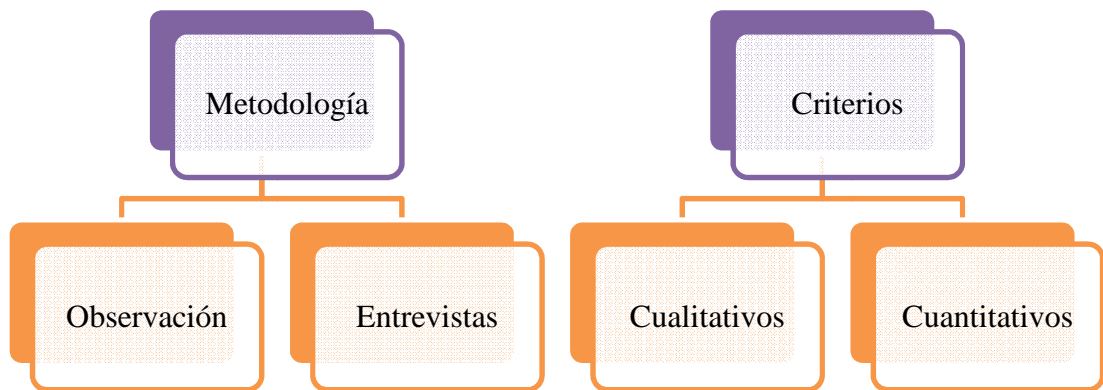 Metodología
Criterios
Observación
Entrevistas
Cualitativos
Cuantitativos